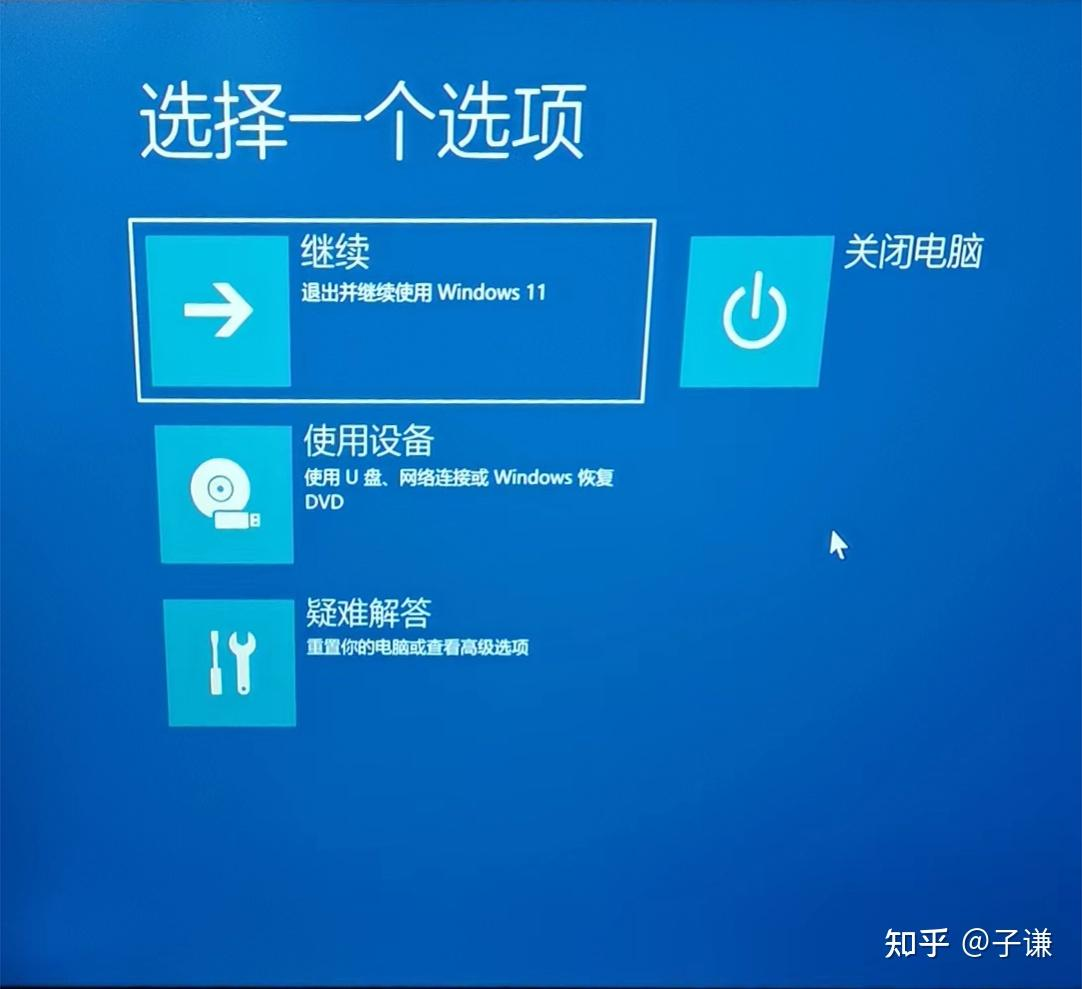 选择一个选项
继续
退出并继续使用 Windows 11
关闭电脑
使用设备
使用 U 盘、网络连接或 Windows 恢复
DVD
疑难解答
重置你的电脑或查看高级选项
知乎 @子谦